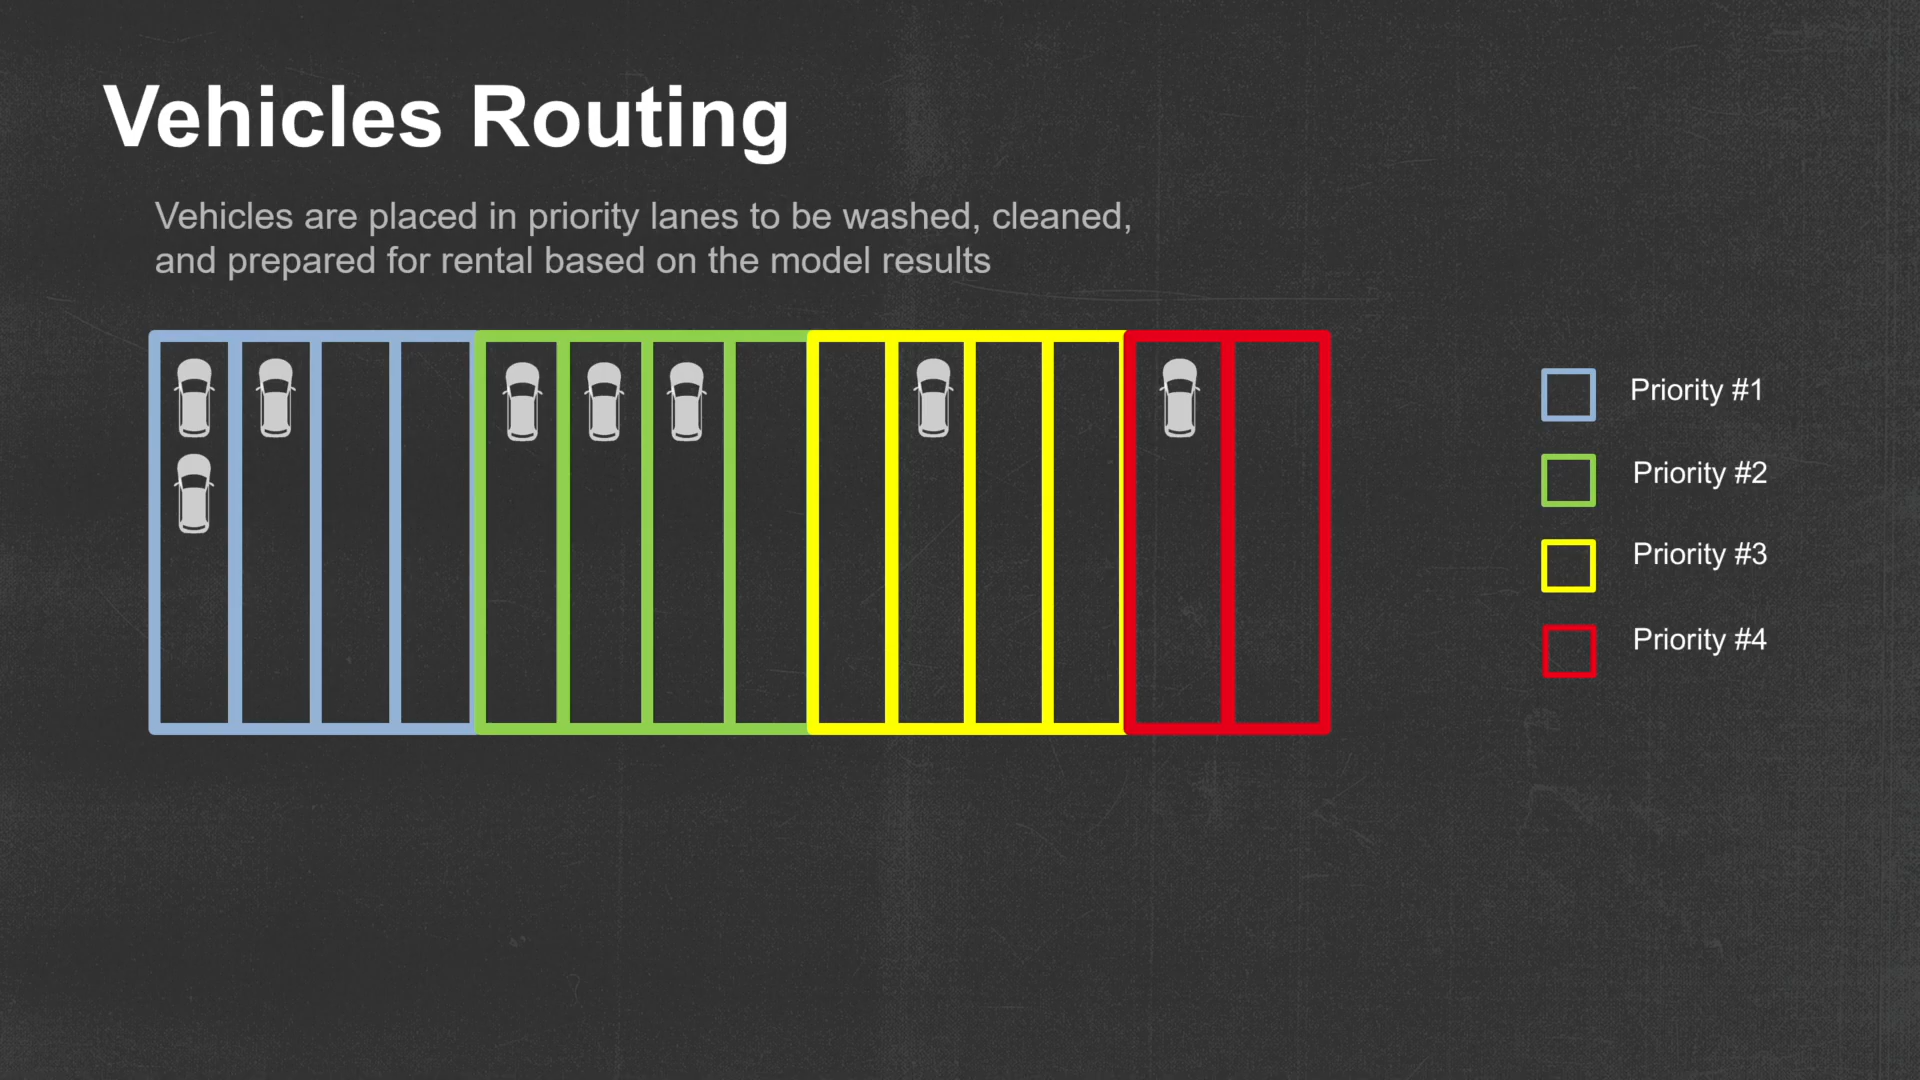 Vehicles Routing
Vehicles are placed in priority lanes to be washed, cleaned,
and prepared for rental based on the model results
Priority #1
Priority #2
Priority #3
Priority #4